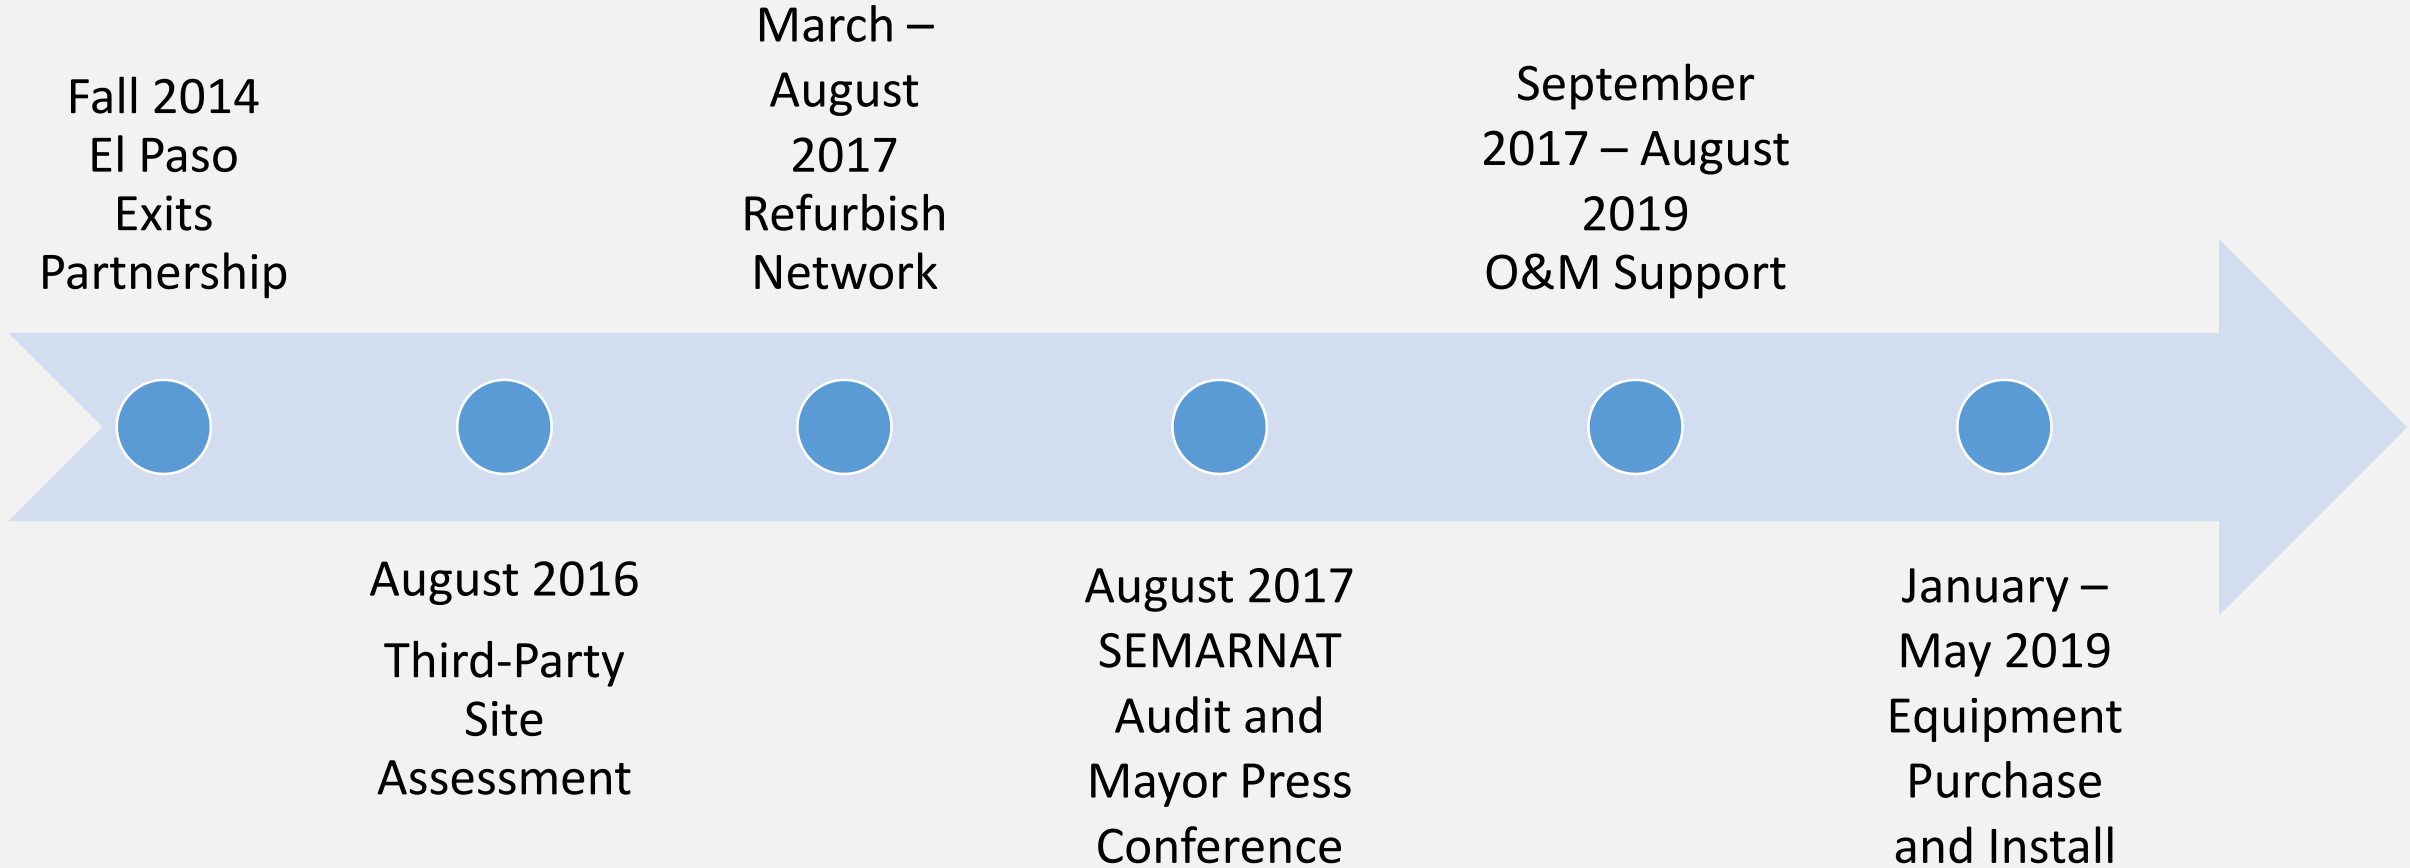 Fall 2014
El Paso
Exits
Partnership
August 2016
Third-Party
Site
Assessment
March –
August
2017
Refurbish
Network
August 2017
SEMARNAT
Audit and
Mayor Press
Conference
September
2017 – August
2019
O&M Support
January –
May 2019
Equipment
Purchase
and Install